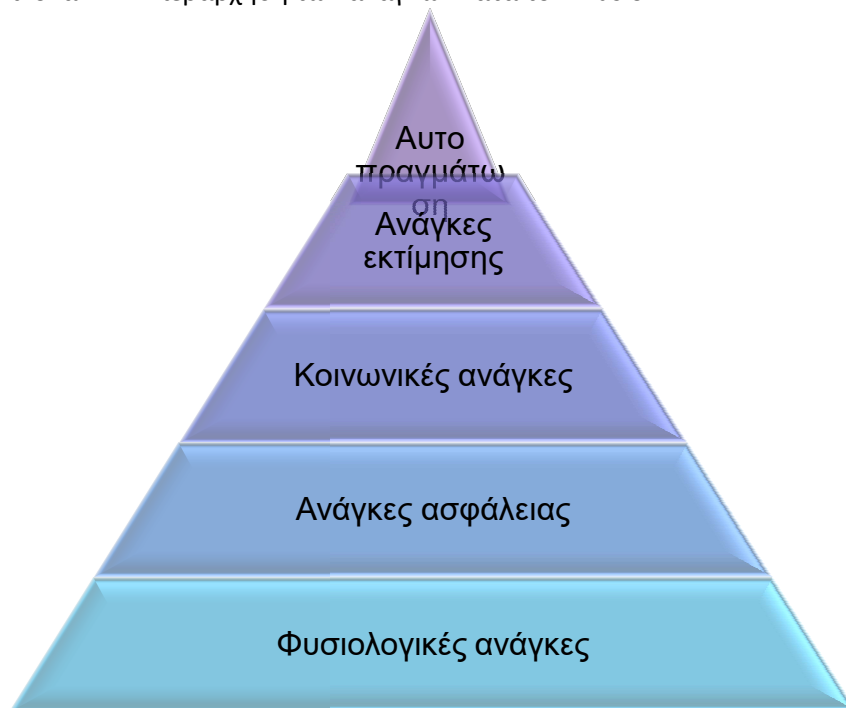 Αυτο
πραγμάτω
ση
Ανάγκες
εκτίμησης
Κοινωνικές ανάγκες
Ανάγκες ασφάλειας
Φυσιολογικές ανάγκες